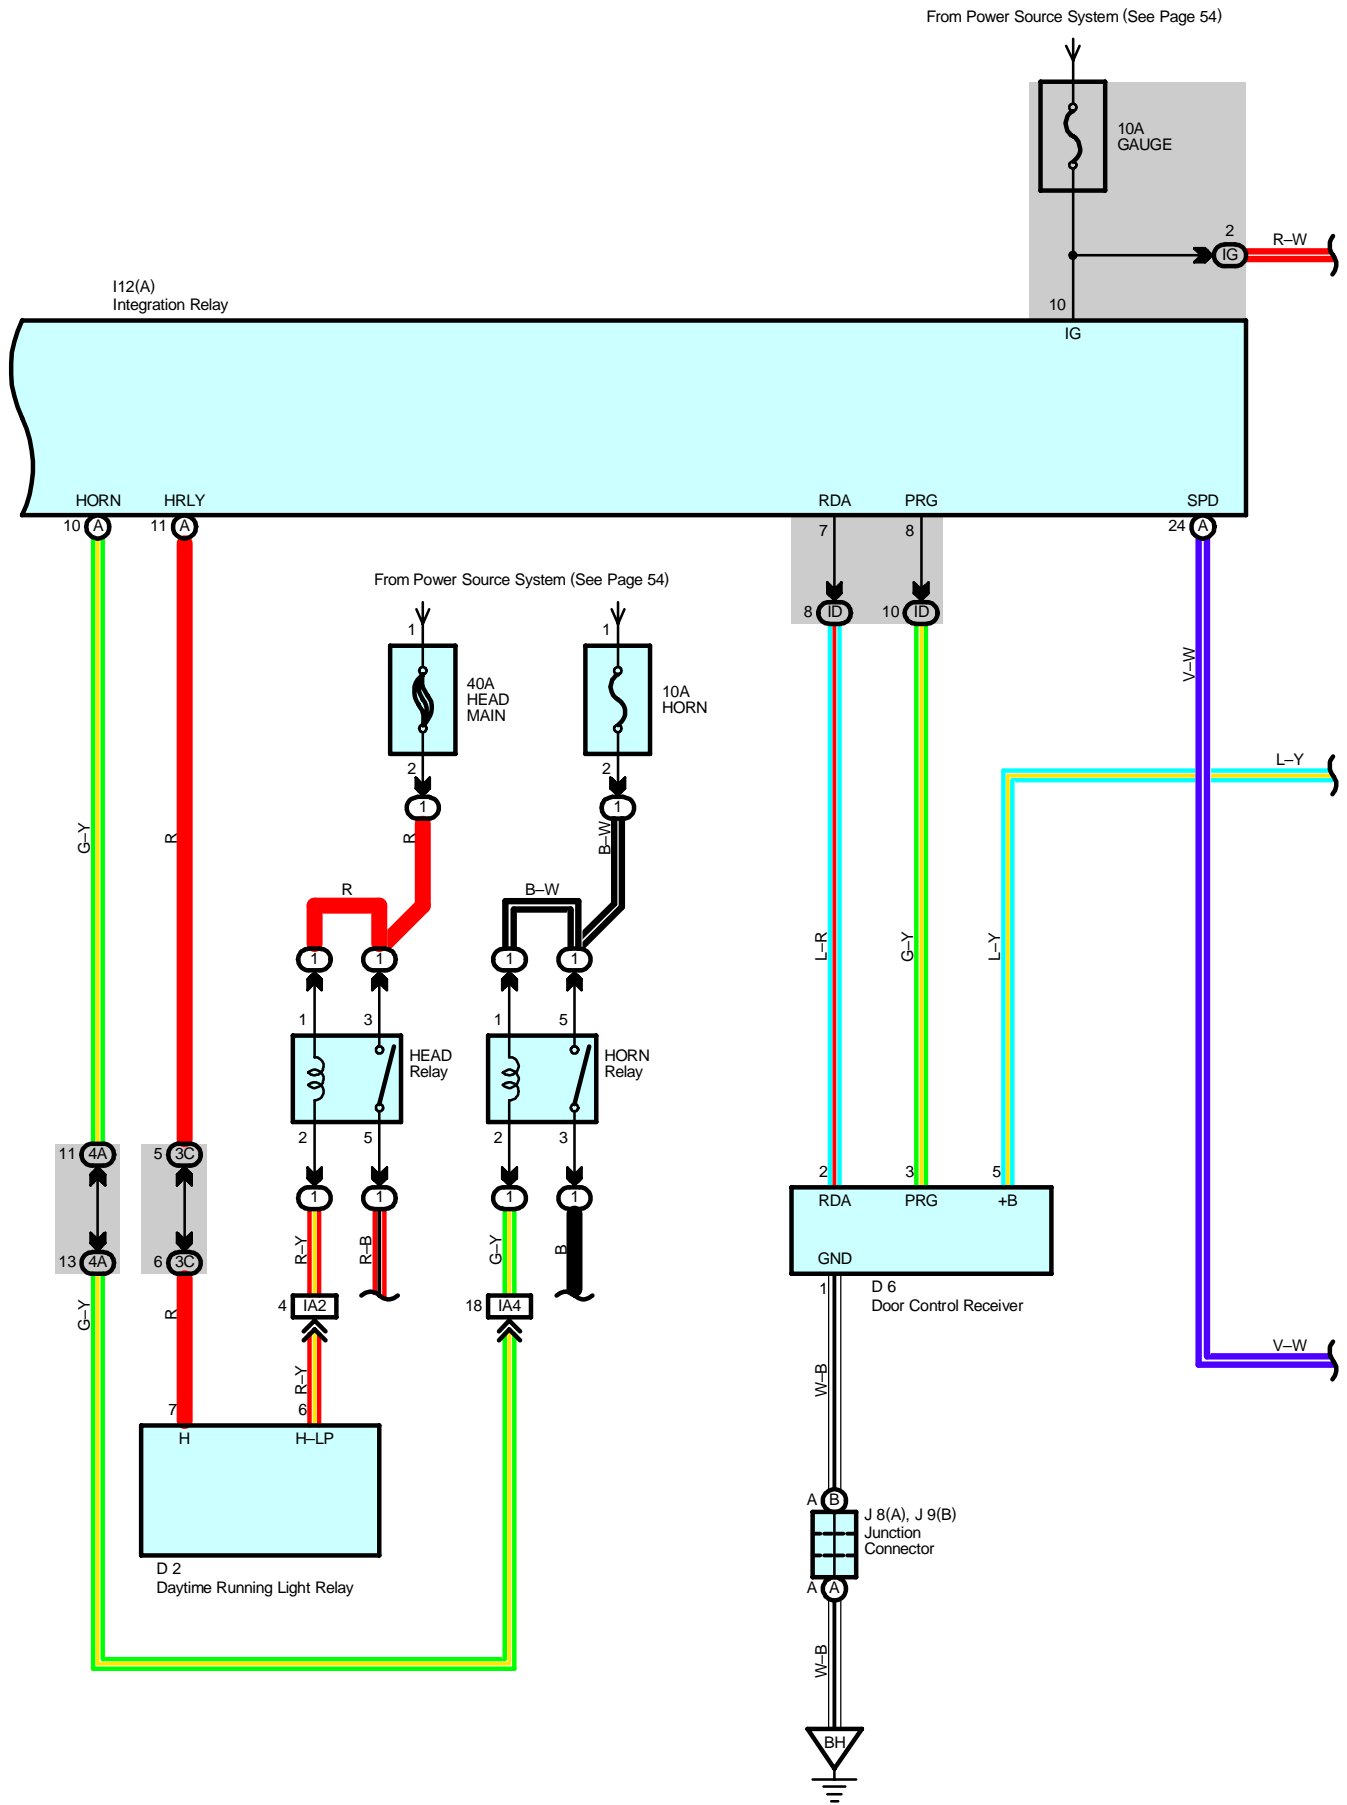 From Power Source System (See Page 54)
10A
GAUGE
2
IG
R–W
I12(A)
Integration Relay
10
IG
HORN
HRLY
RDA
PRG
SPD
10
A
11
A
7
8
24
A
From Power Source System (See Page 54)
8
ID
10
ID
1
1
40A
HEAD
MAIN
10A
HORN
V–W
2
2
L–Y
1
1
G–Y
R
R
B–W
R
B–W
L–R
G–Y
L–Y
1
1
1
1
1
3
1
5
HEAD
Relay
HORN
Relay
2
5
2
3
11
4A
5
3C
2
3
5
1
1
1
1
RDA
PRG
+B
13
4A
6
3C
R–Y
R–B
G–Y
B
GND
1
D 6
Door Control Receiver
4
IA2
18
IA4
G–Y
R
R–Y
W–B
V–W
7
6
H
H–LP
A
B
J 8(A), J 9(B)
Junction
Connector
D 2
Daytime Running Light Relay
A
A
W–B
BH